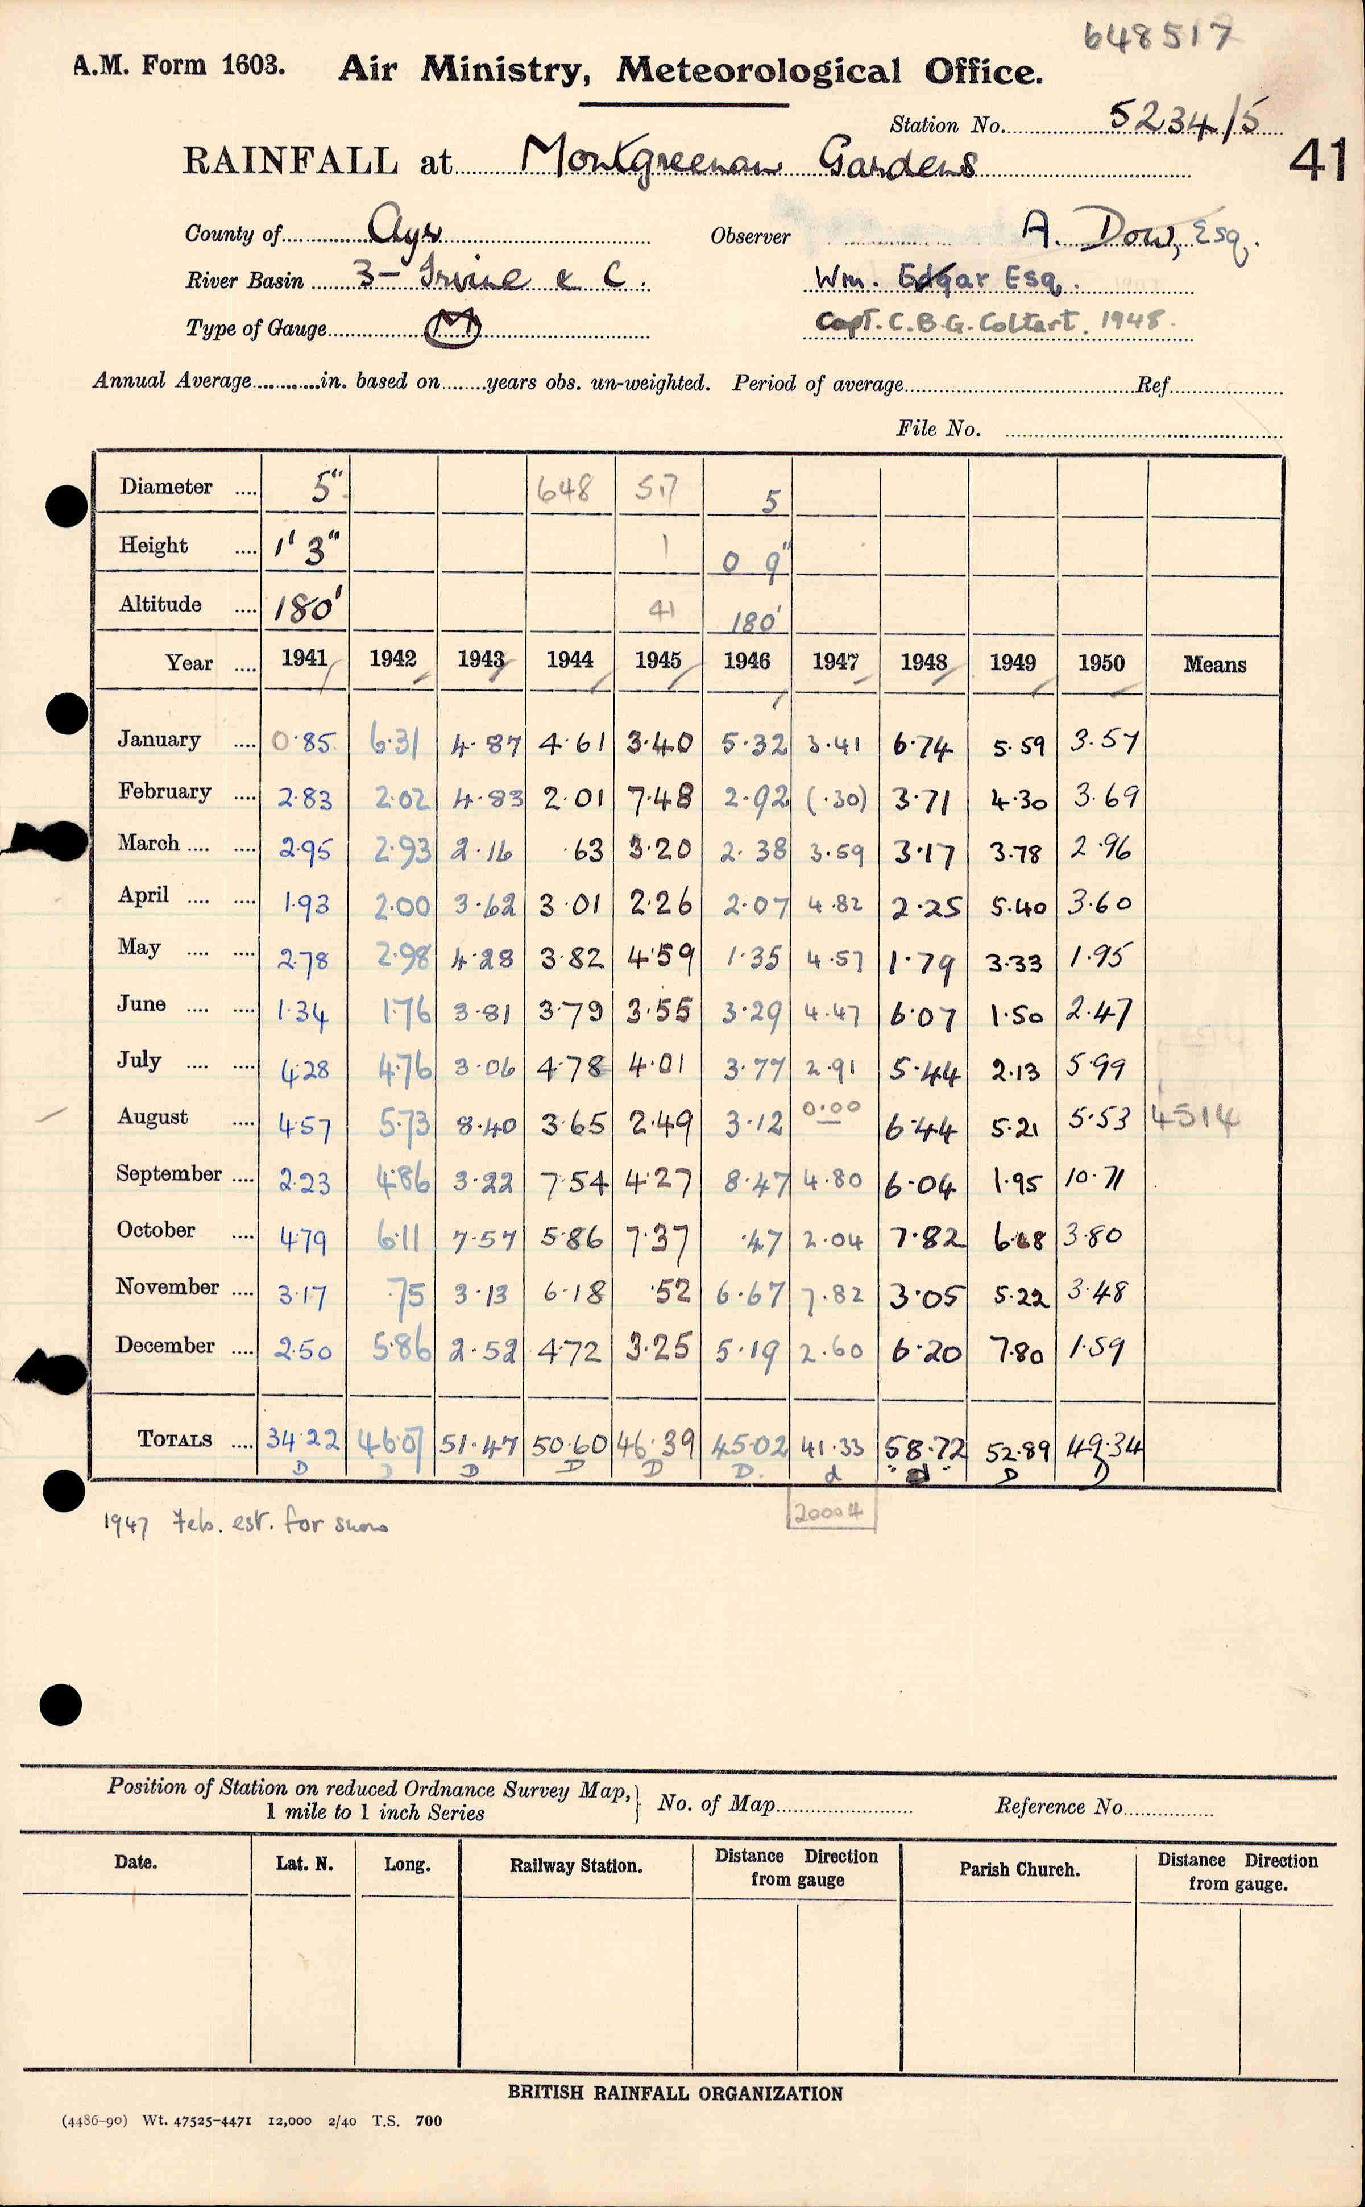 648517
A.M. Form 1603. Air Ministry, Meteorological Office.
Station No. 5234/5
RAINFALL at Montgreenan Gardens 41
County of Ayr Observer A. Dow, Esq.
River Basin 3 - Irvine & C. Wm. Edgar Esq.
Type of Gauge M Capt. C.B.G. Coltart. 1948.
Annual Average in. based on years obs. un-weighted. Period of average Ref
File No.
Diameter .... 5" 648 517 5
Height .... 1' 3" 1 0 9"
Altitude .... 180' 41 180'
Year .... 1941 1942 1943 1944 1945 1946 1947 1948 1949 1950 Means
January .... 0.85 6.31 4.87 4.61 3.40 5.32 3.41 6.74 5.59 3.57
February .... 2.83 2.02 4.83 2.01 7.48 2.92 (.30) 3.71 4.30 3.69
March .... .... 2.95 2.93 2.16 .63 3.20 2.38 3.59 3.17 3.78 2.96
April .... .... 1.93 2.00 3.62 3.01 2.26 2.07 4.82 2.25 5.40 3.60
May .... .... 2.78 2.98 4.28 3.82 4.59 1.35 4.57 1.79 3.33 1.95
June .... .... 1.34 1.76 3.81 3.79 3.55 3.29 4.47 6.07 1.50 2.47
July .... .... 4.28 4.76 3.06 4.78 4.01 3.77 2.91 5.44 2.13 5.99
August .... 4.57 5.73 8.40 3.65 2.49 3.12 0.00 6.44 5.21 5.53 4514
September .... 2.23 4.86 3.22 7.54 4.27 8.47 4.80 6.04 1.95 10.71
October .... 4.79 6.11 7.57 5.86 7.37 .47 2.04 7.82 6.68 3.80
November .... 3.17 .75 3.13 6.18 .52 6.67 7.82 3.05 5.22 3.48
December .... 2.50 5.86 2.52 4.72 3.25 5.19 2.60 6.20 7.80 1.59
TOTALS .... 34.22 46.07 51.47 50.60 46.39 45.02 41.33 58.72 52.89 49.34
D D D D D D. d "d" D D
1947 Feb. est. for snow 20004
Position of Station on reduced Ordnance Survey Map, 1 mile to 1 inch Series } No. of Map Reference No
Date. Lat. N. Long. Railway Station. Distance from gauge Direction Parish Church. Distance from gauge. Direction
BRITISH RAINFALL ORGANIZATION
(4486-90) Wt. 47525-4471 12,000 2/40 T.S. 700